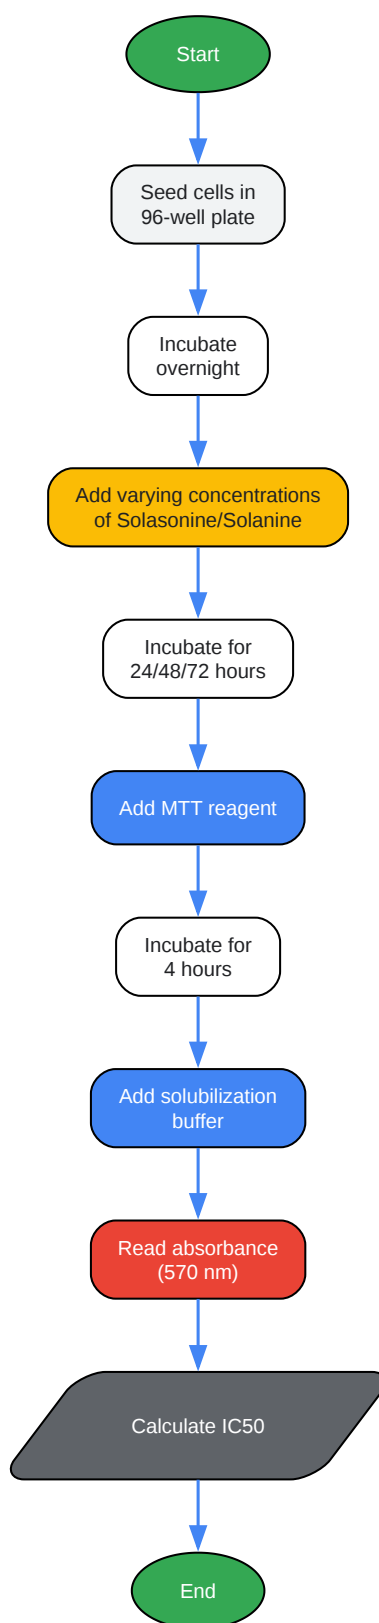 Start
Seed cells in
96-well plate
Incubate
overnight
Add varying concentrations
of Solasonine/Solanine
Incubate for
24/48/72 hours
Add MTT reagent
Incubate for
4 hours
Add solubilization
buffer
Read absorbance
(570 nm)
Calculate IC50
End